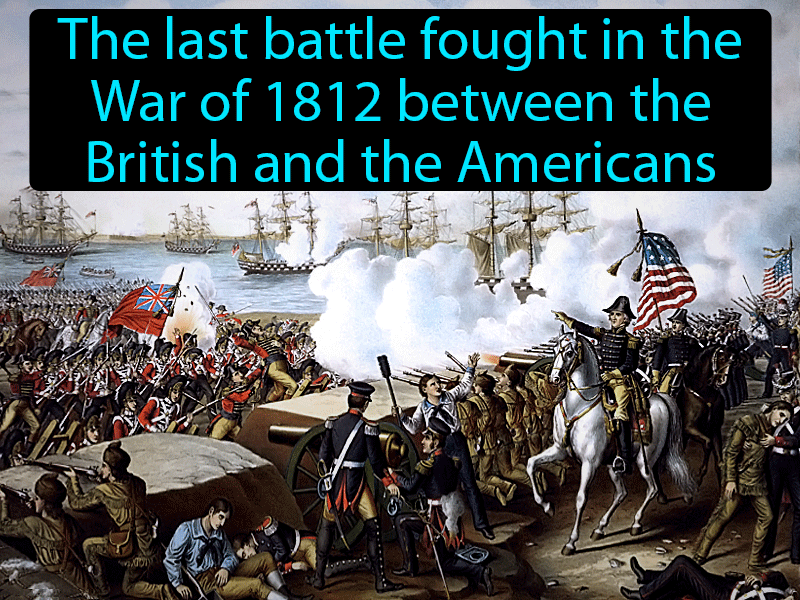 The last battle fought in the
War of 1812 between the
British and the Americans